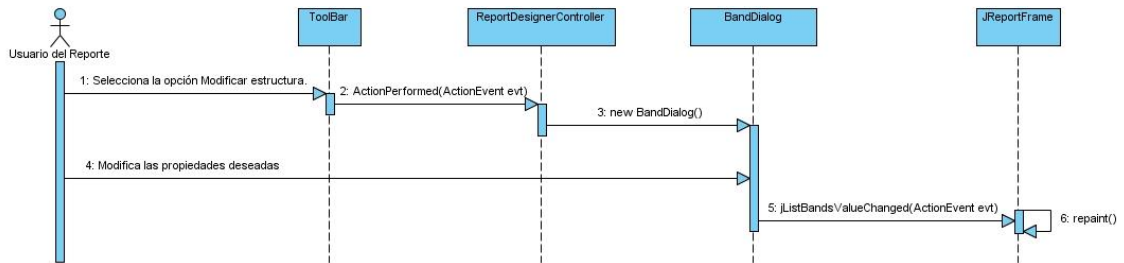 ToolBar
ReportDesignerController
BandDialog
JReportFrame
Usuario del Reporte
1: Selecciona la opción Modificar estructura.
2: ActionPerformed(ActionEvent evt)
3: new BandDialog()
4: Modifica las propiedades deseadas
5: jListBandsValueChanged(ActionEvent evt)
6: repaint()